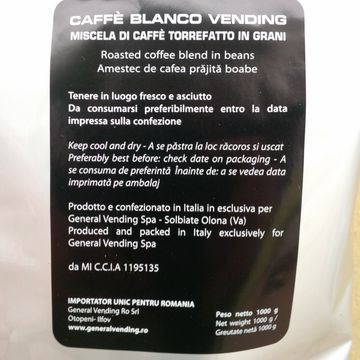 CAFFÈ BLANCO VENDING
MISCELA DI CAFFÈ TORREFATTO IN GRANI
Roasted coffee blend in beans
Amestec de cafea prăjită boabe
Tenere in luogo fresco e asciutto
Da consumarsi preferibilmente entro la data
impressa sulla confezione
Keep cool and dry - A se păstra la loc răcoros si uscat
Preferably best before: check date on packaging - A
se consuma de preferintă Înainte de: a se vedea data
imprimată pe ambalaj
Prodotto e confezionato in Italia in esclusiva per
General Vending Spa - Solbiate Olona (Va)
Produced and packed in Italy exclusively for
General Vending Spa
da MI C.C.I.A 1195135
IMPORTATOR UNIC PENTRU ROMANIA
General Vending Ro Srl
Otopeni- Ilfov
www.generalvending.ro
Peso netto 1000 g
Net weight 1000 g /
Greutate netă 1000 g